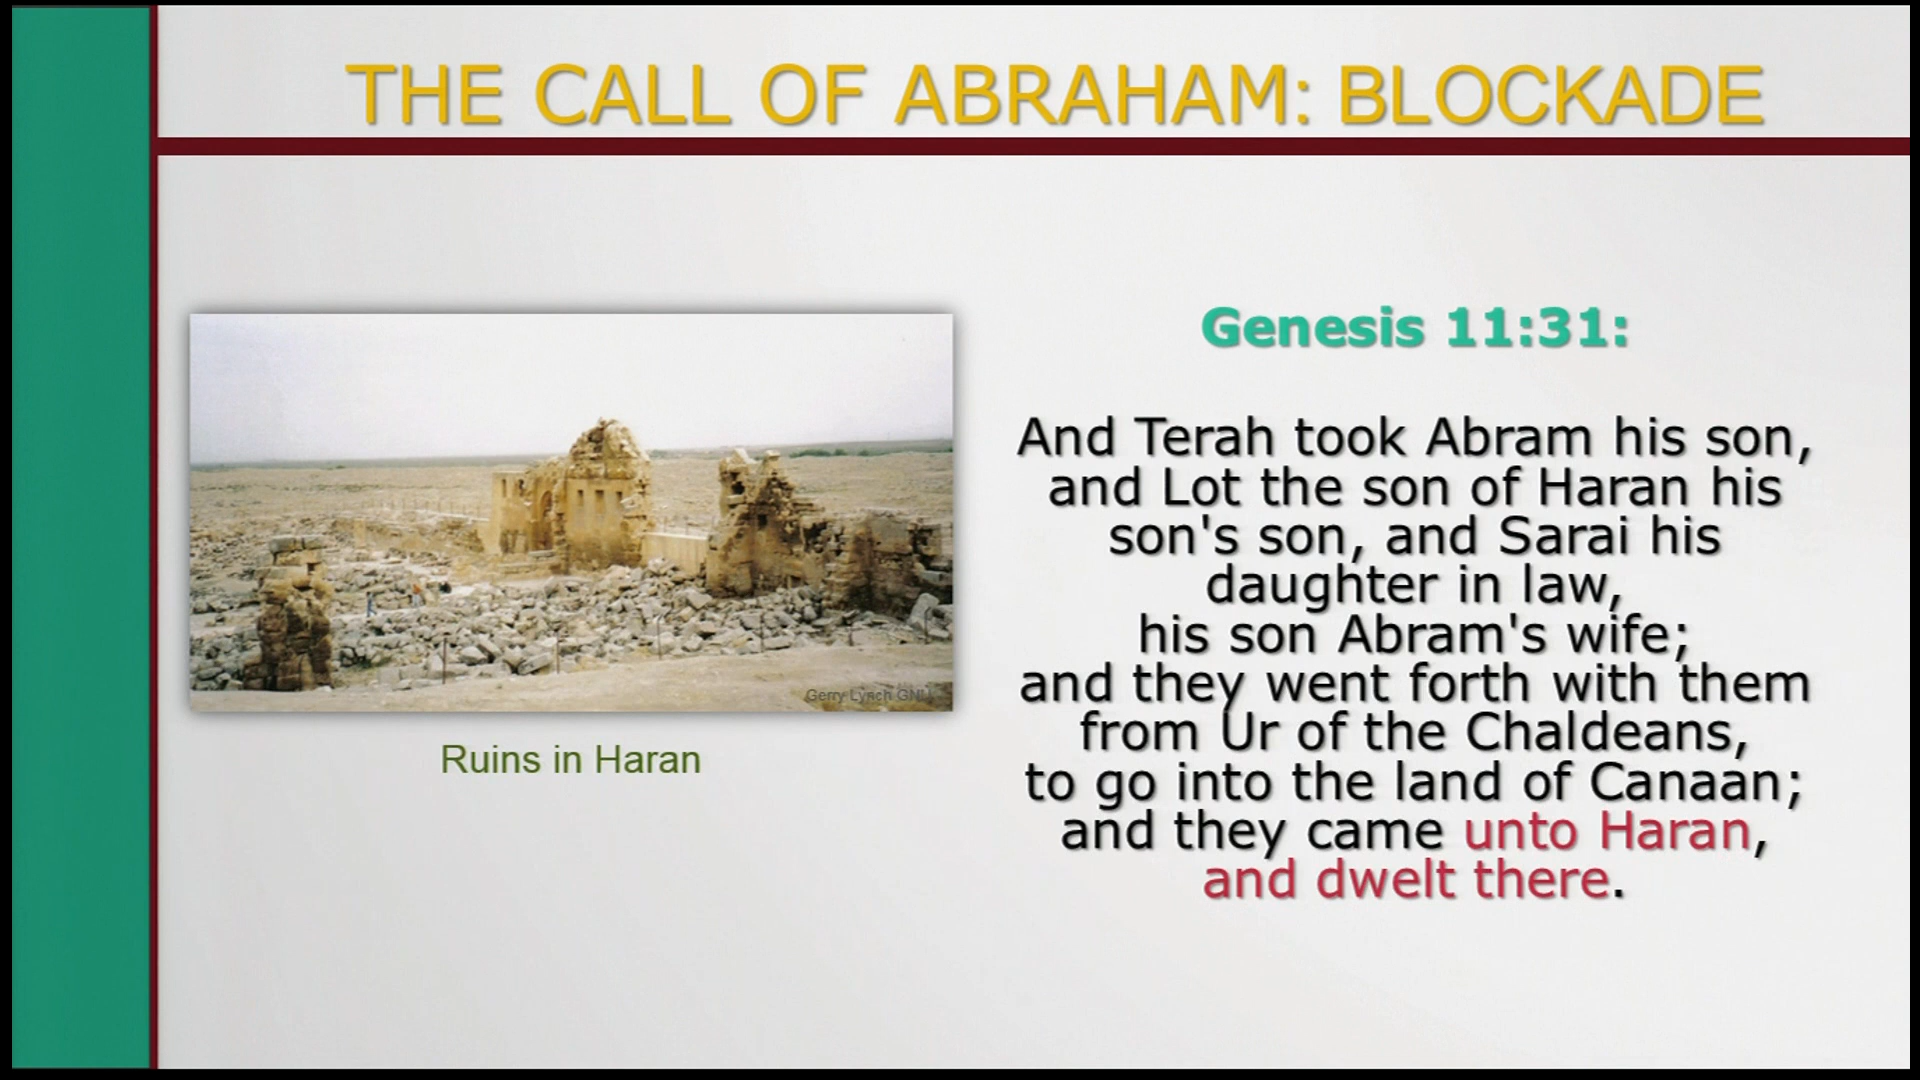 THE CALL OF ABRAHAM: BLOCKADE
Gerry Lynch GNU
Ruins in Haran
Genesis 11:31:
And Terah took Abram his son,
and Lot the son of Haran his
son's son, and Sarai his
daughter in law,
his son Abram's wife;
and they went forth with them
from Ur of the Chaldeans,
to go into the land of Canaan;
and they came unto Haran,
and dwelt there.